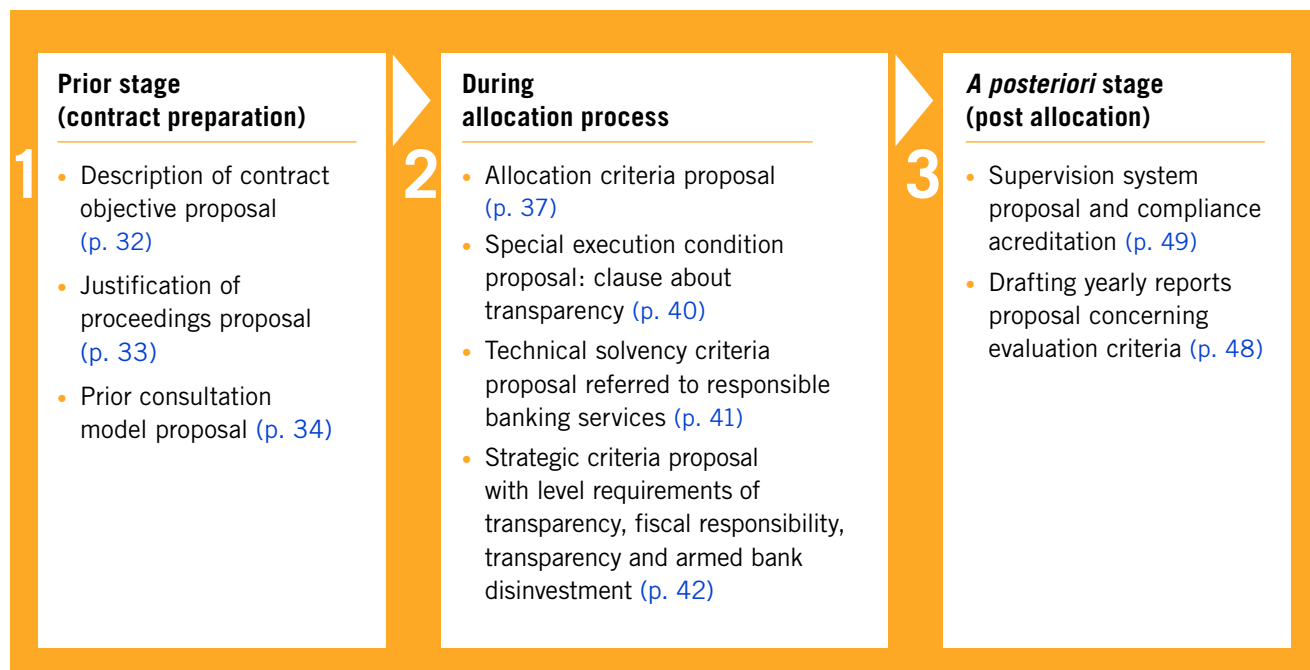 1
Prior stage
(contract preparation)
• Description of contract
objective proposal
(p. 32)
• Justification of
proceedings proposal
(p. 33)
• Prior consultation
model proposal (p. 34)
2
During
allocation process
• Allocation criteria proposal
(p. 37)
• Special execution condition
proposal: clause about
transparency (p. 40)
• Technical solvency criteria
proposal referred to responsible
banking services (p. 41)
• Strategic criteria proposal
with level requirements of
transparency, fiscal responsibility,
transparency and armed bank
disinvestment (p. 42)
3
A posteriori stage
(post allocation)
• Supervision system
proposal and compliance
acreditation (p. 49)
• Drafting yearly reports
proposal concerning
evaluation criteria (p. 48)